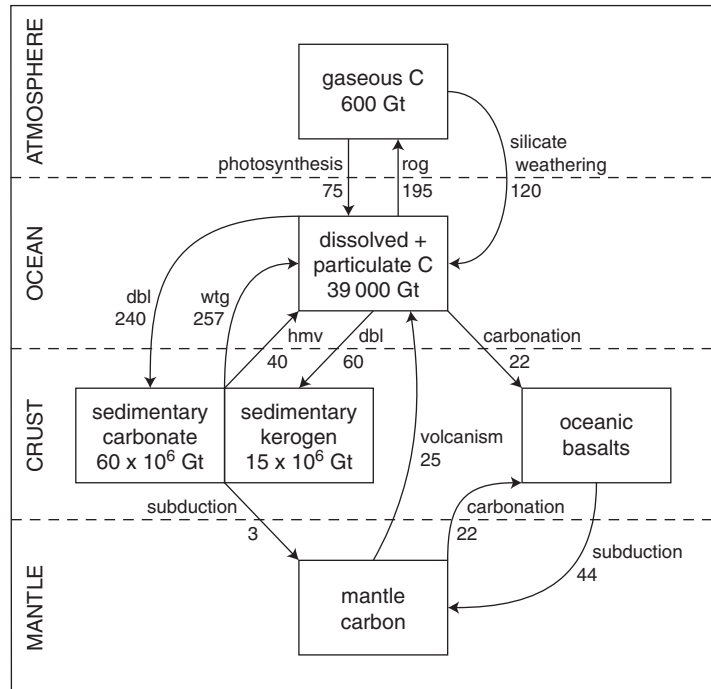 ATMOSPHERE
gaseous C
600 Gt
photosynthesis
75
rog
195
silicate
weathering
120
OCEAN
dissolved +
particulate C
39 000 Gt
dbl
240
wtg
257
hmv
40
dbl
60
carbonation
22
CRUST
sedimentary
carbonate
60 x 10⁶ Gt
sedimentary
kerogen
15 x 10⁶ Gt
volcanism
25
oceanic
basalts
subduction
3
carbonation
22
subduction
44
MANTLE
mantle
carbon